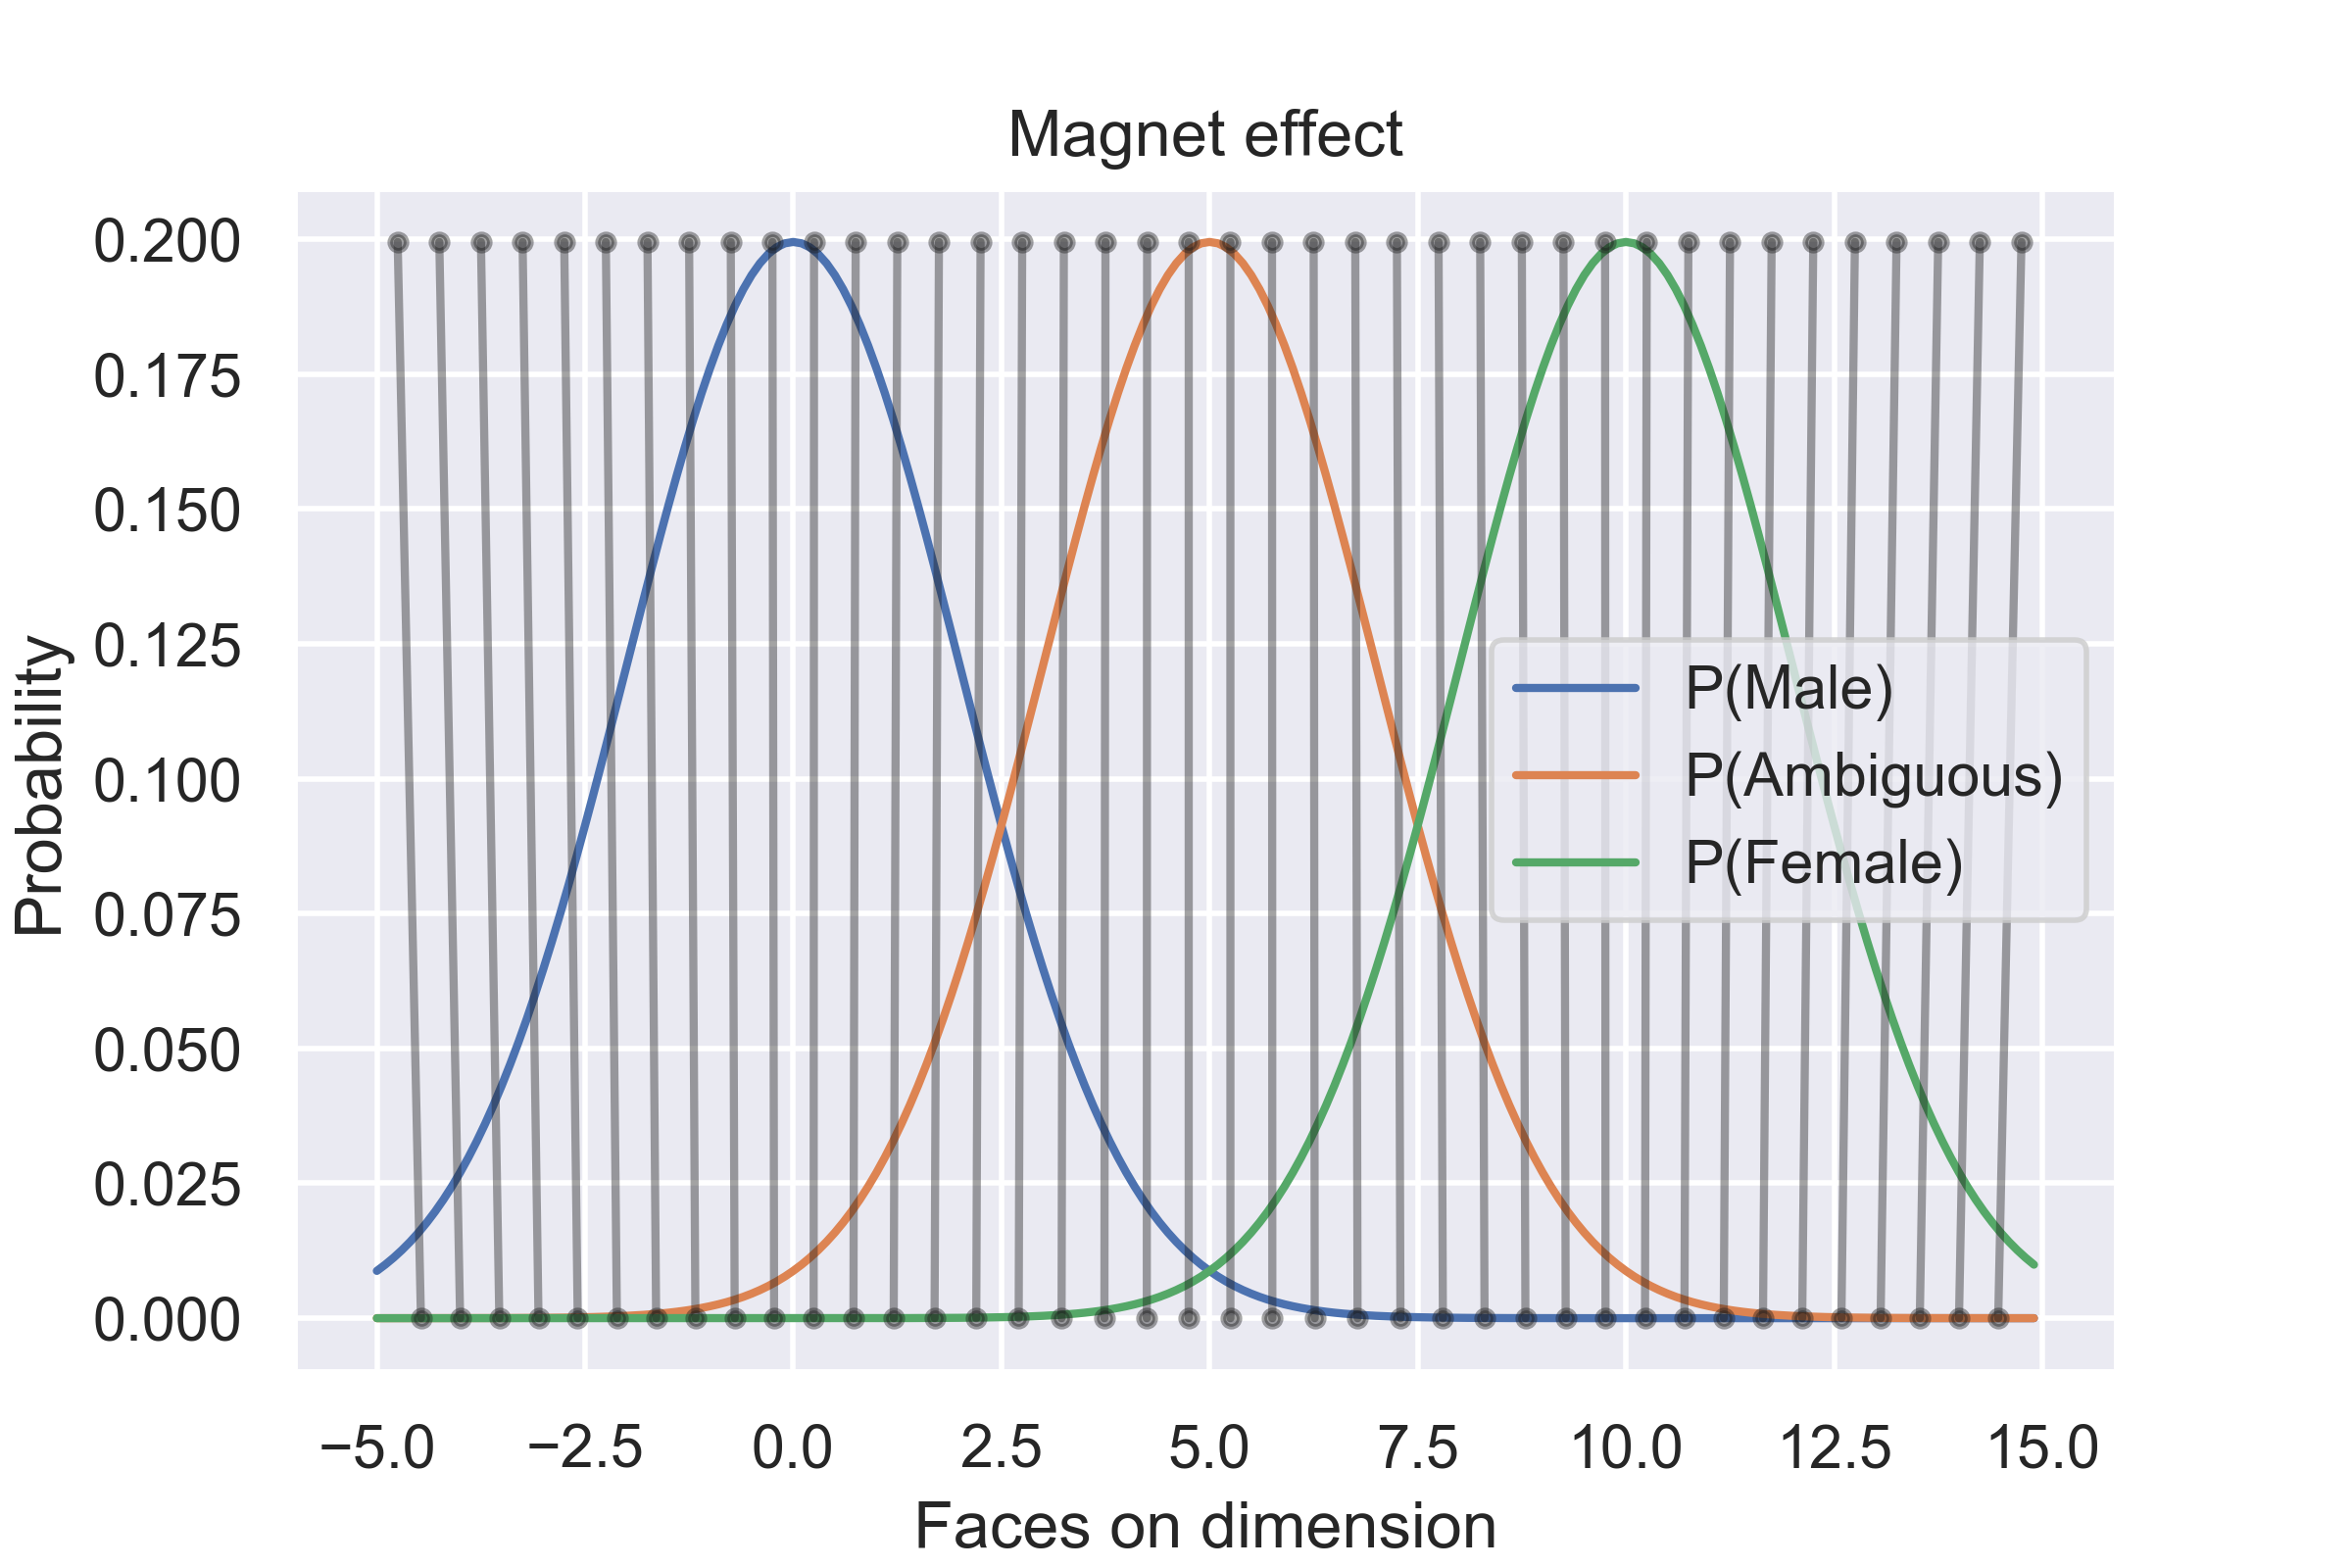 Magnet effect
0.200
0.175
0.150
0.125
0.100
0.075
0.050
0.025
0.000
Probability
P(Male)
P(Ambiguous)
P(Female)
−5.0 −2.5 0.0 2.5 5.0 7.5 10.0 12.5 15.0
Faces on dimension